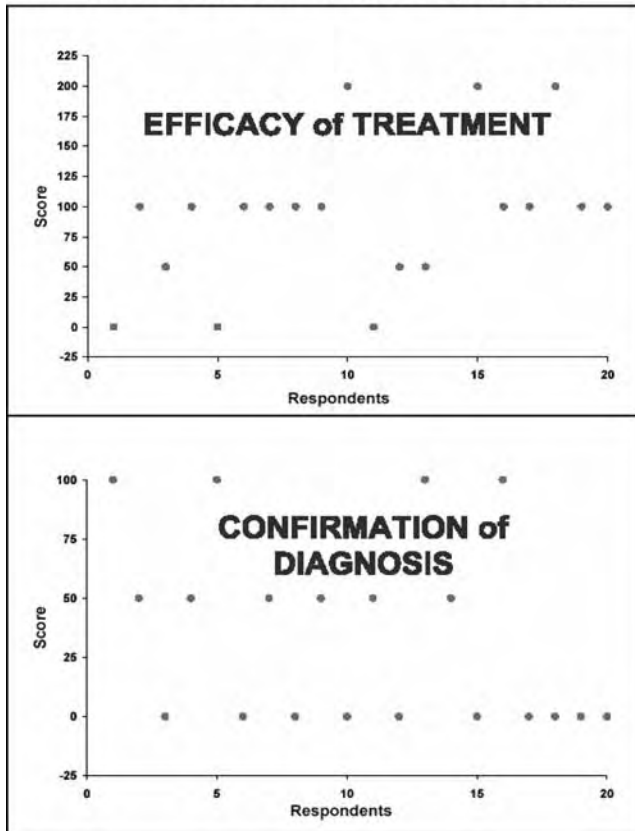 225
200
175
150
125
100
75
50
25
0
-25
Score
EFFICACY of TREATMENT
0 5 10 15 20
Respondents
100
75
50
25
0
-25
Score
CONFIRMATION of
DIAGNOSIS
0 5 10 15 20
Respondents